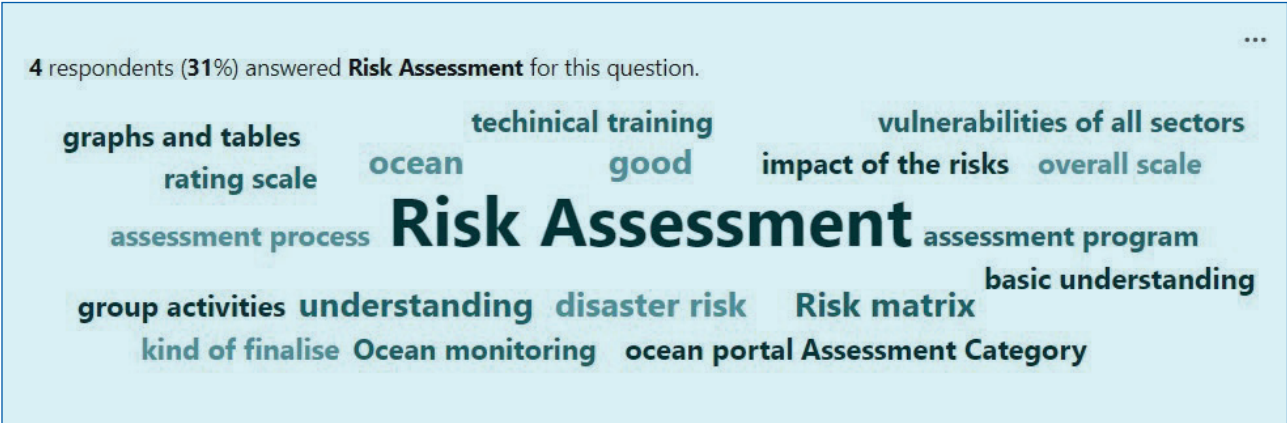 ...
4 respondents (31%) answered Risk Assessment for this question.
techinical training
vulnerabilities of all sectors
graphs and tables
ocean
good
impact of the risks
overall scale
rating scale
assessment process
Risk Assessment
assessment program
basic understanding
group activities
understanding
disaster risk
Risk matrix
kind of finalise
Ocean monitoring
ocean portal
Assessment Category